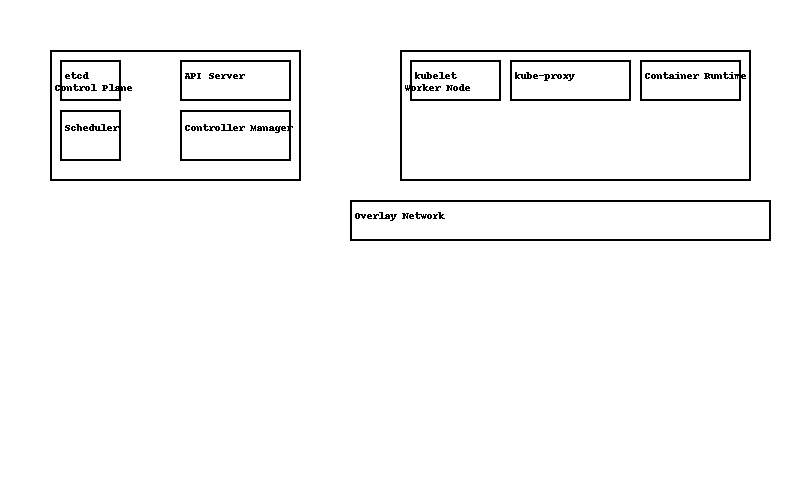 etcd
Control Plane
API Server
Scheduler
Controller Manager
kubelet
Worker Node
kube-proxy
Container Runtime
Overlay Network